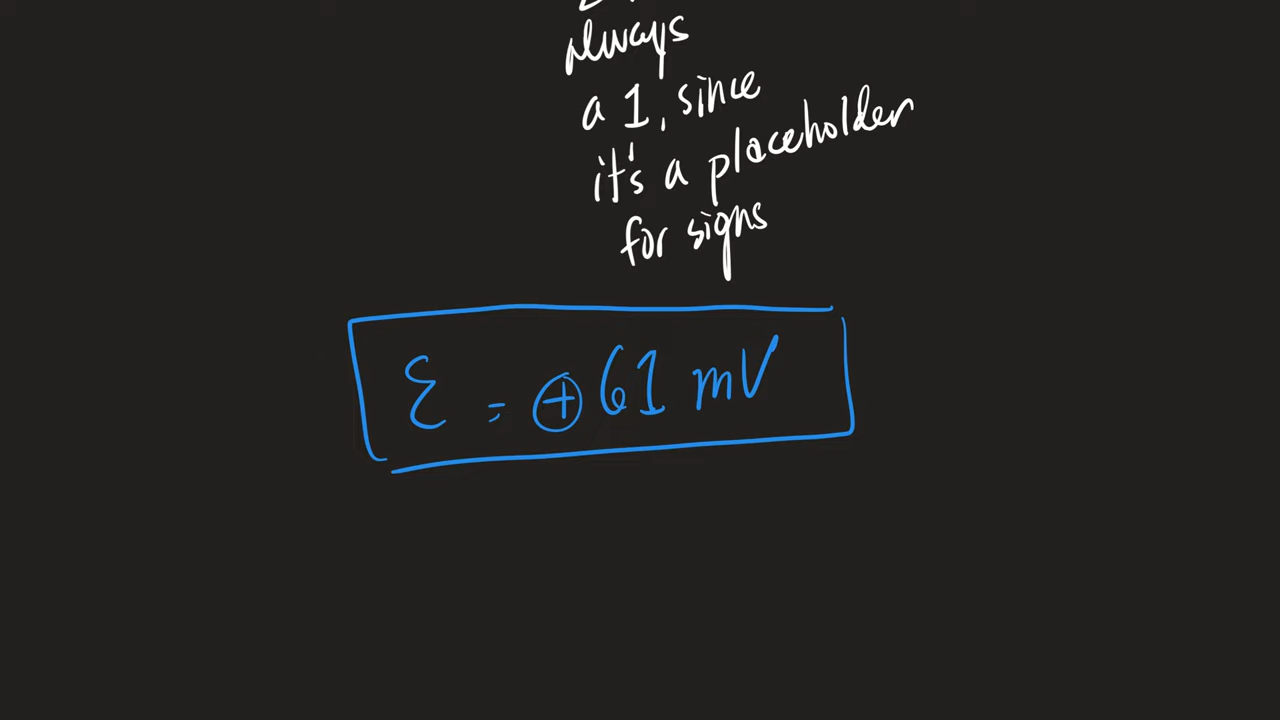 always
a 1, since
it's a placeholder
for signs
ℰ = ⊕61 mV